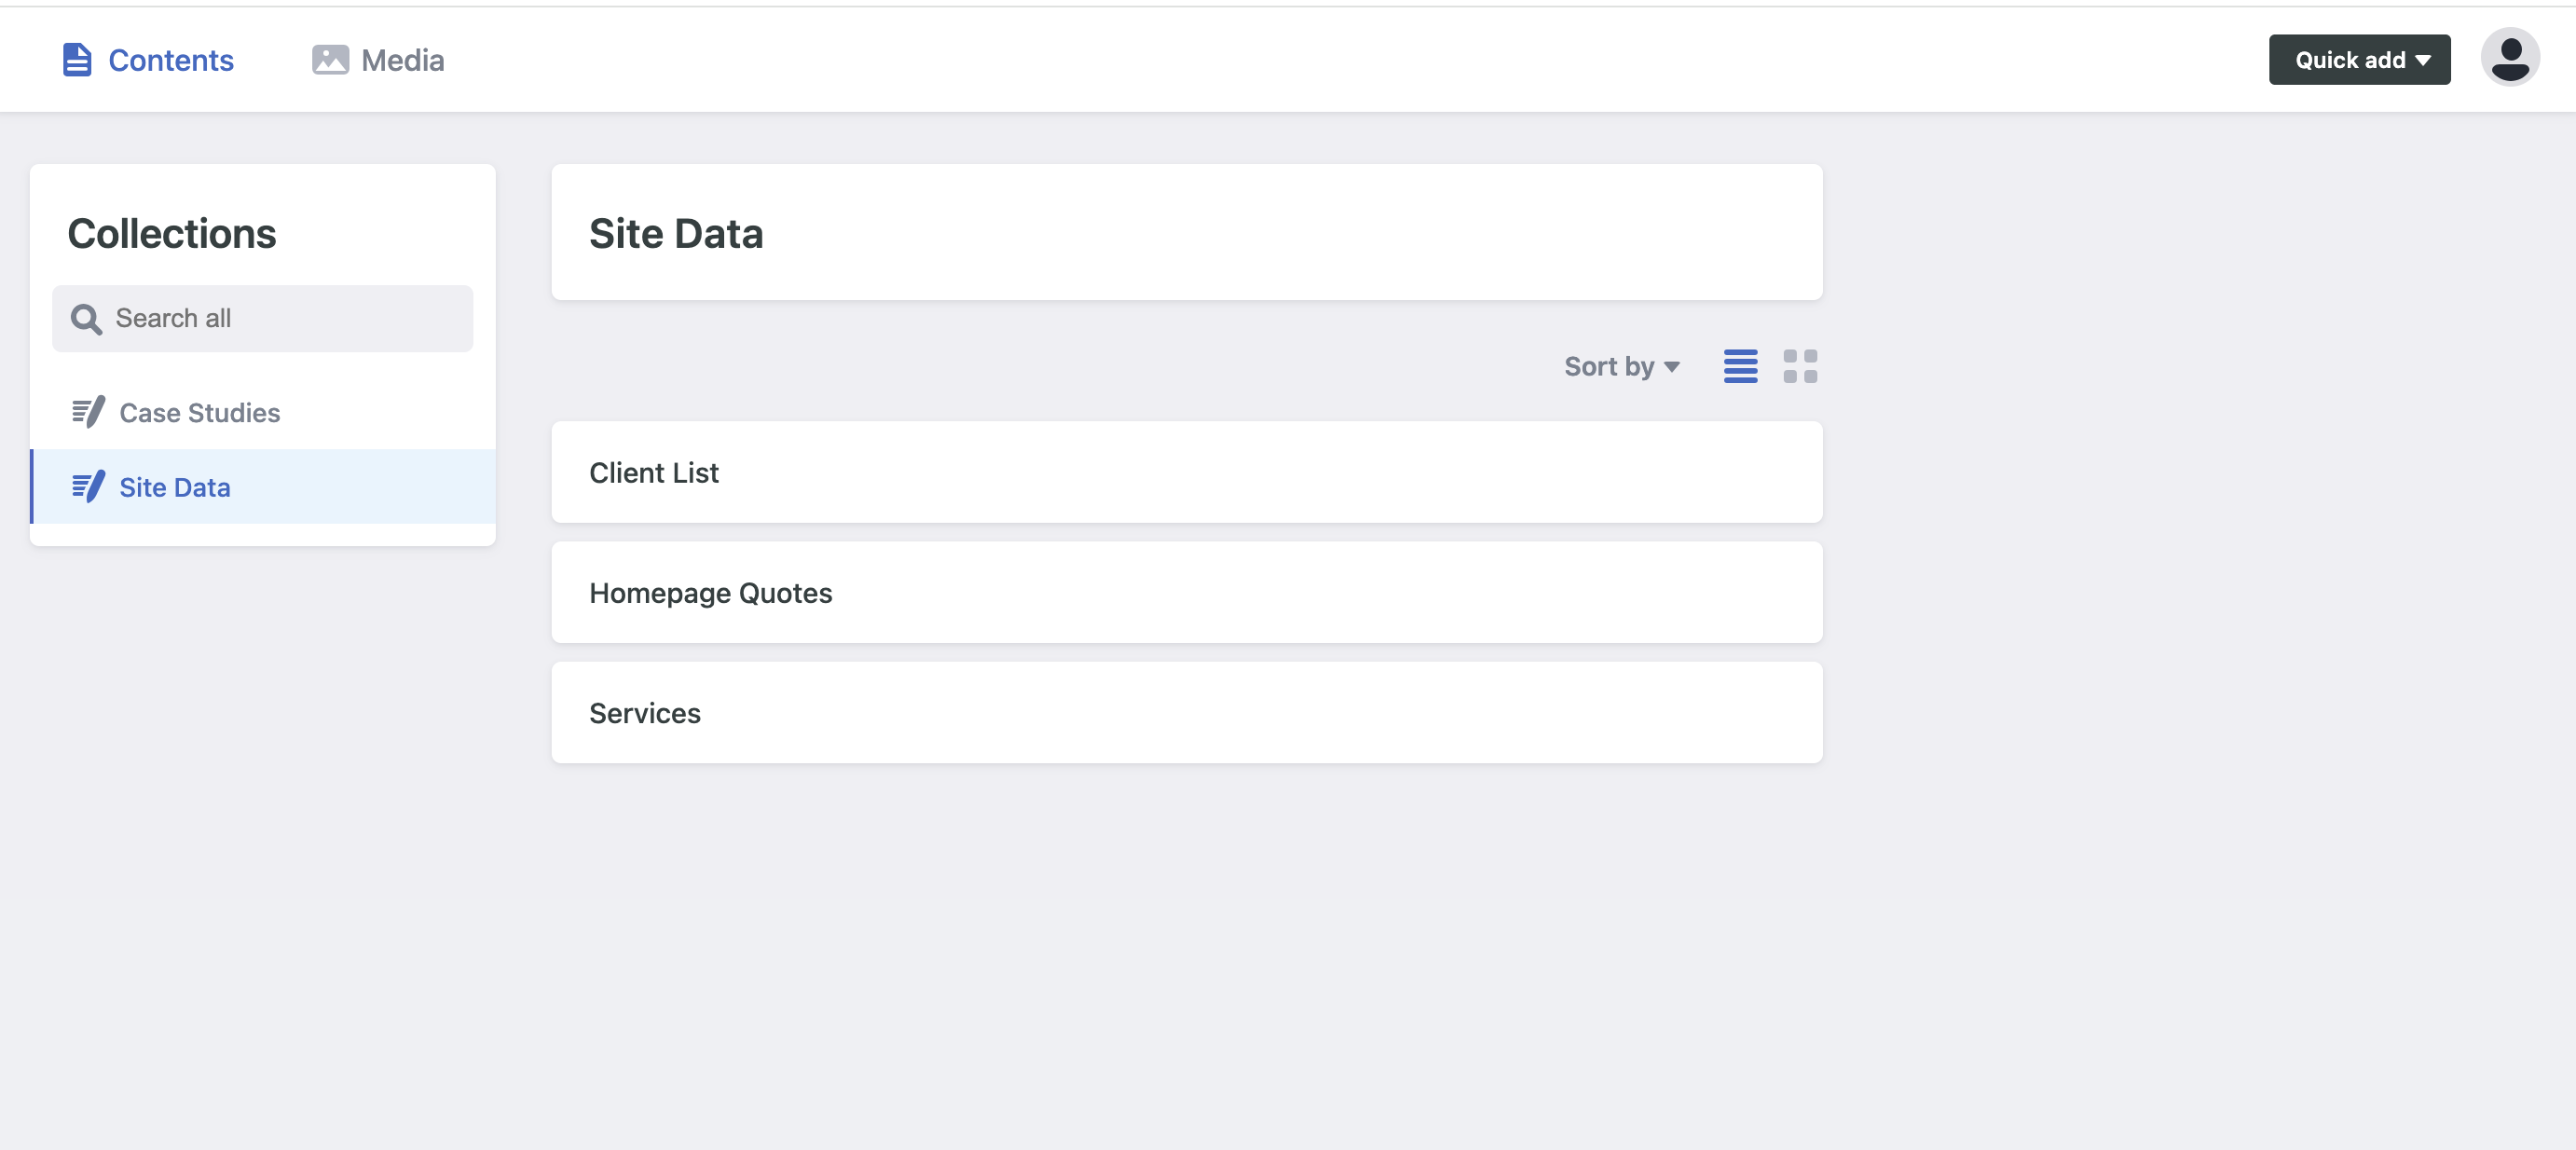 Contents
Media
Quick add
Collections
Search all
Case Studies
Site Data
Site Data
Sort by
Client List
Homepage Quotes
Services